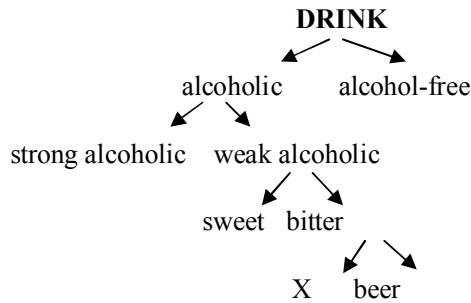 DRINK
alcoholic alcohol-free
strong alcoholic weak alcoholic
sweet bitter
X beer